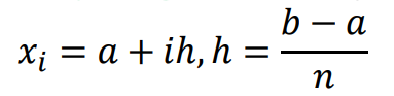 xᵢ = a + ih, h = (b − a)/n